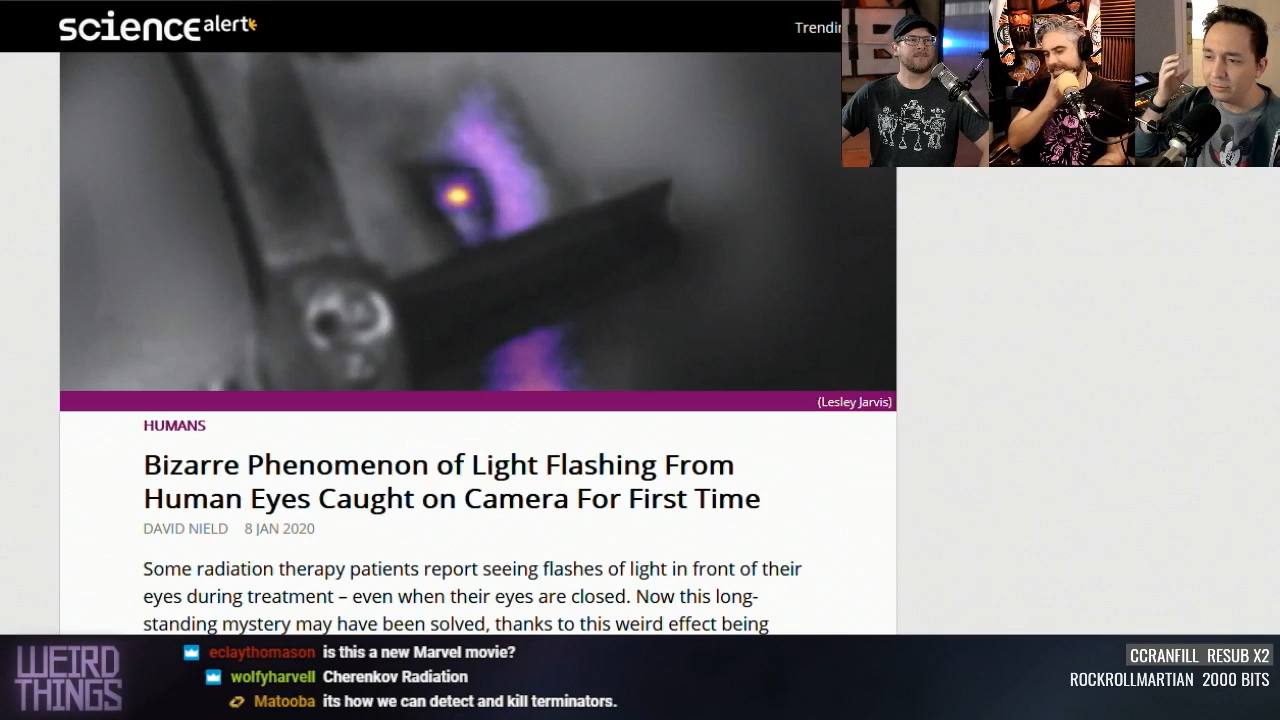 science alert
Trendin
(Lesley Jarvis)
HUMANS
Bizarre Phenomenon of Light Flashing From
Human Eyes Caught on Camera For First Time
DAVID NIELD 8 JAN 2020
Some radiation therapy patients report seeing flashes of light in front of their
eyes during treatment – even when their eyes are closed. Now this long-
standing mystery may have been solved, thanks to this weird effect being
WEIRD
THINGS
eclaythomason is this a new Marvel movie?
wolfyharvell Cherenkov Radiation
Matooba its how we can detect and kill terminators.
CCRANFILL RESUB X2
ROCKROLLMARTIAN 2000 BITS